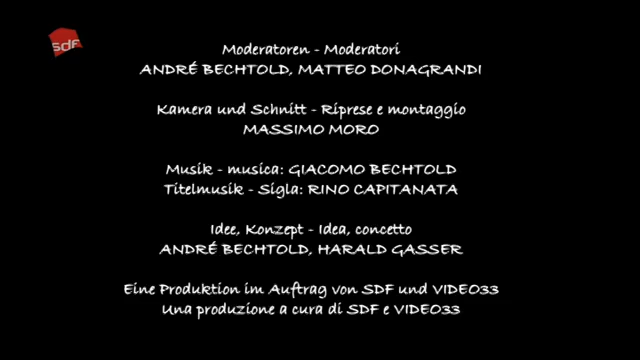 sdf
Moderatoren - Moderatori
ANDRÉ BECHTOLD, MATTEO DONAGRANDI
Kamera und Schnitt - Riprese e montaggio
MASSIMO MORO
Musik - musica: GIACOMO BECHTOLD
Titelmusik - Sigla: RINO CAPITANATA
Idee, Konzept - Idea, concetto
ANDRÉ BECHTOLD, HARALD GASSER
Eine Produktion im Auftrag von SDF und VIDEO33
Una produzione a cura di SDF e VIDEO33